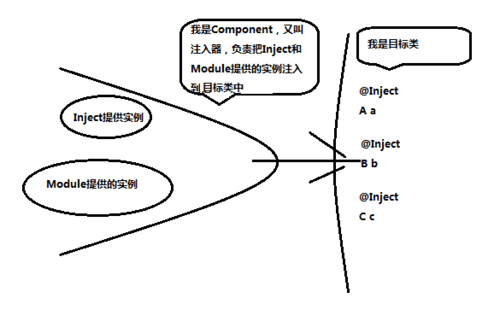 我是Component，又叫
注入器，负责把Inject和
Module提供的实例注入
到 目标类中
我是目标类
Inject提供实例
Module提供的实例
@Inject
A a
@Inject
B b
@Inject
C c